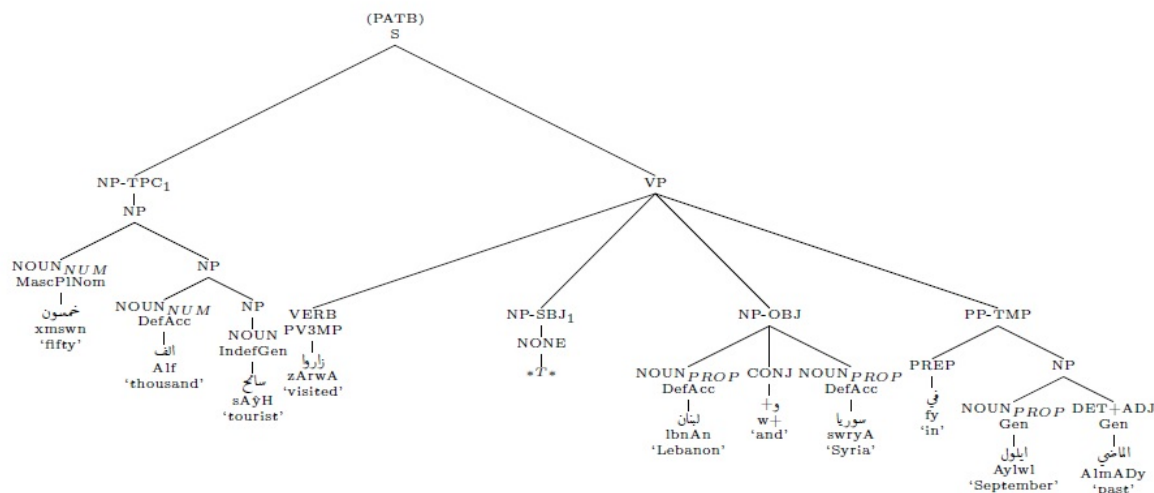 (PATB)
S
NP-TPC1
VP
NP
NOUNNUM
MascPlNom
خمسون
xmswn
‘fifty’
NP
NOUNNUM
DefAcc
الف
Alf
‘thousand’
NP
NOUN
IndefGen
سائح
sAŷH
‘tourist’
VERB
PV3MP
زاروا
zArwA
‘visited’
NP-SBJ1
NONE
*T*
NP-OBJ
NOUNPROP
DefAcc
لبنان
lbnAn
‘Lebanon’
CONJ
و+
w+
‘and’
NOUNPROP
DefAcc
سوريا
swryA
‘Syria’
PP-TMP
PREP
في
fy
‘in’
NP
NOUNPROP
Gen
ايلول
Aylwl
‘September’
DET+ADJ
Gen
الماضي
AlmADy
‘past’